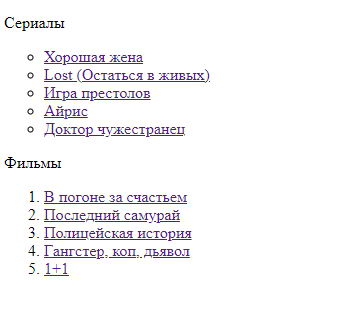 Сериалы
Хорошая жена
Lost (Остаться в живых)
Игра престолов
Айрис
Доктор чужестранец
Фильмы
1. В погоне за счастьем
2. Последний самурай
3. Полицейская история
4. Гангстер, коп, дьявол
5. 1+1